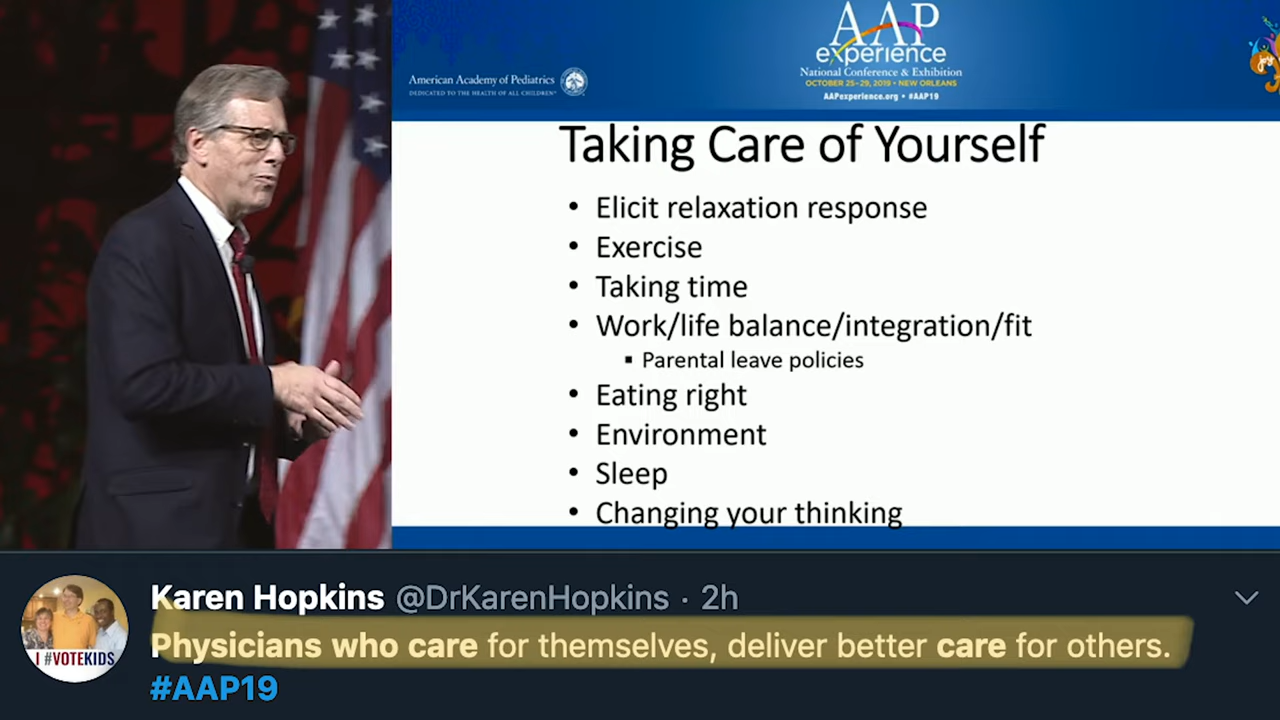 American Academy of Pediatrics
DEDICATED TO THE HEALTH OF ALL CHILDREN®
AAP
experience
National Conference & Exhibition
OCTOBER 25–29, 2019 • NEW ORLEANS
AAPexperience.org • #AAP19
joy
Taking Care of Yourself
• Elicit relaxation response
• Exercise
• Taking time
• Work/life balance/integration/fit
▪ Parental leave policies
• Eating right
• Environment
• Sleep
• Changing your thinking
Karen Hopkins @DrKarenHopkins · 2h
Physicians who care for themselves, deliver better care for others.
#AAP19
I #VOTEKIDS